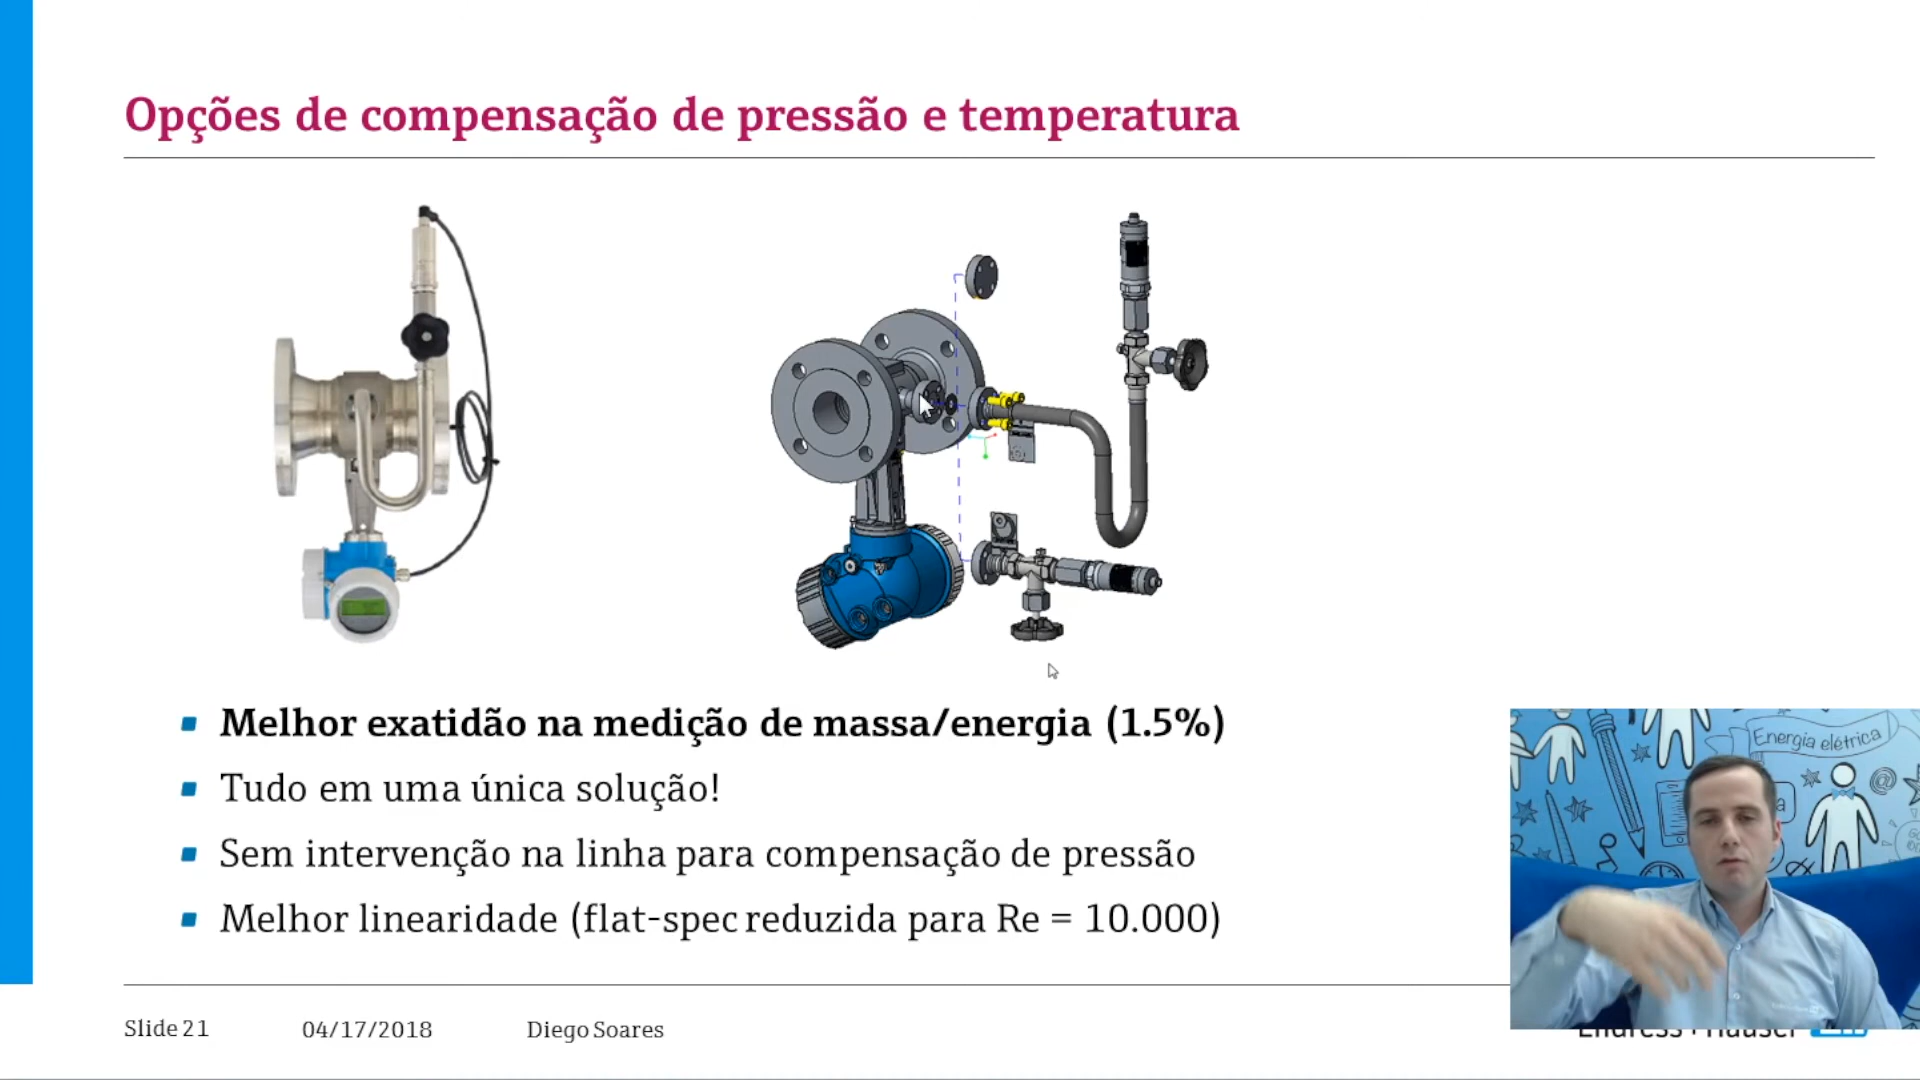 Opções de compensação de pressão e temperatura
Melhor exatidão na medição de massa/energia (1.5%)
Tudo em uma única solução!
Sem intervenção na linha para compensação de pressão
Melhor linearidade (flat-spec reduzida para Re = 10.000)
Energia elétrica
@
a
Slide 21
04/17/2018
Diego Soares
Endress+Hauser